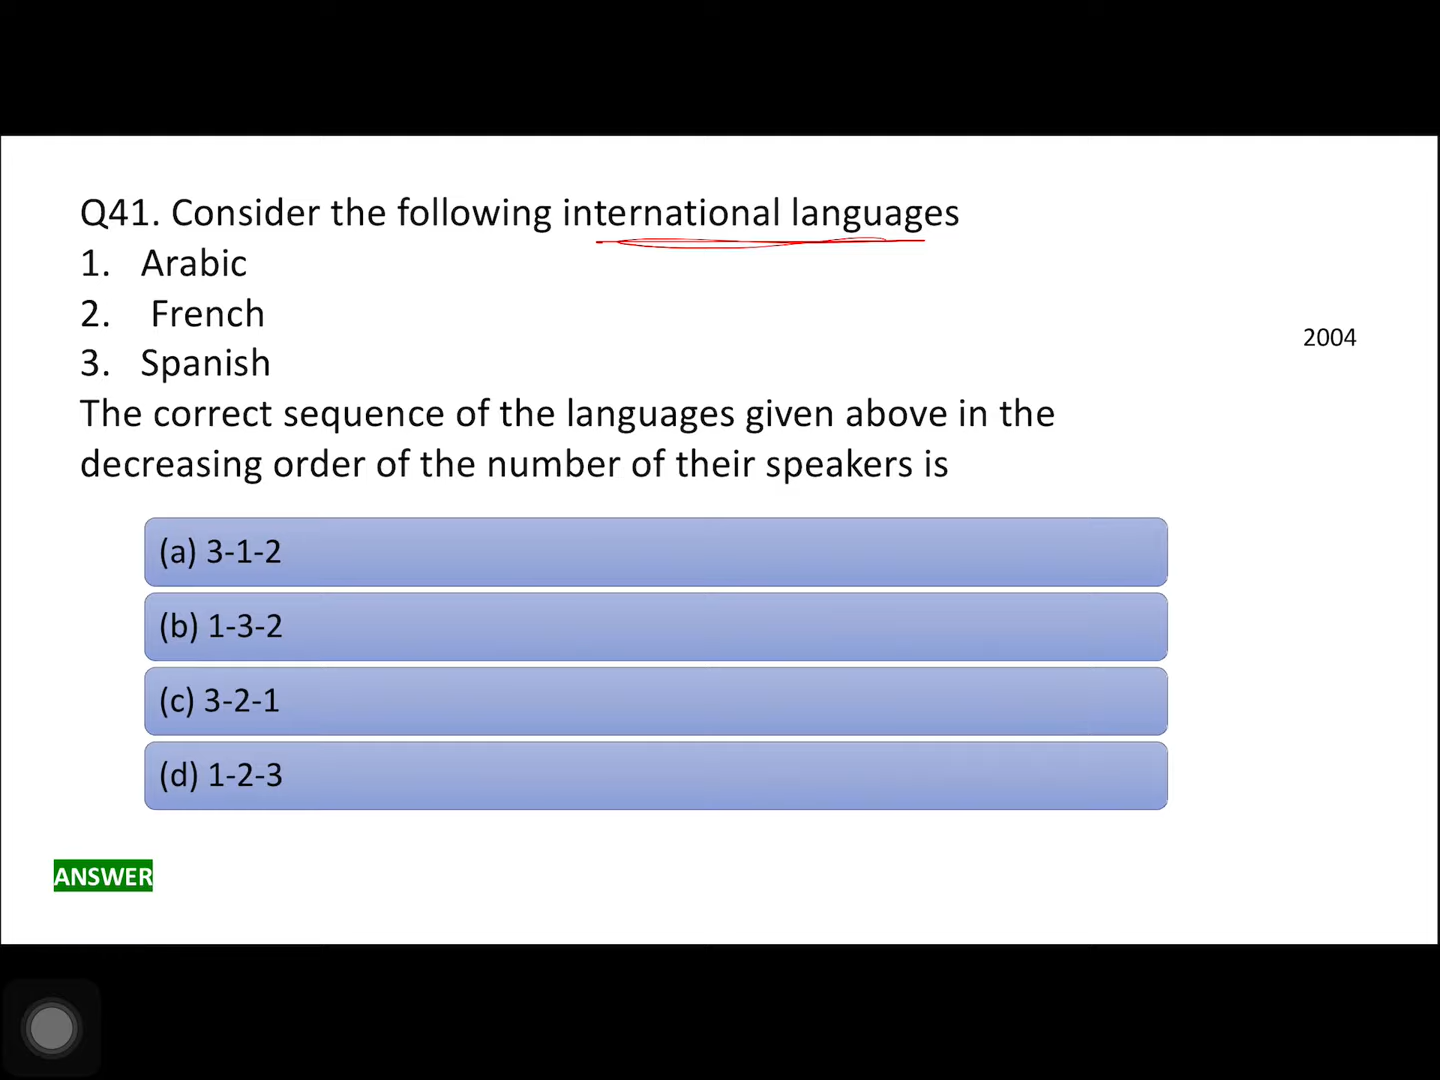 Q41. Consider the following international languages
1. Arabic
2. French
3. Spanish
2004
The correct sequence of the languages given above in the
decreasing order of the number of their speakers is
(a) 3-1-2
(b) 1-3-2
(c) 3-2-1
(d) 1-2-3
ANSWER